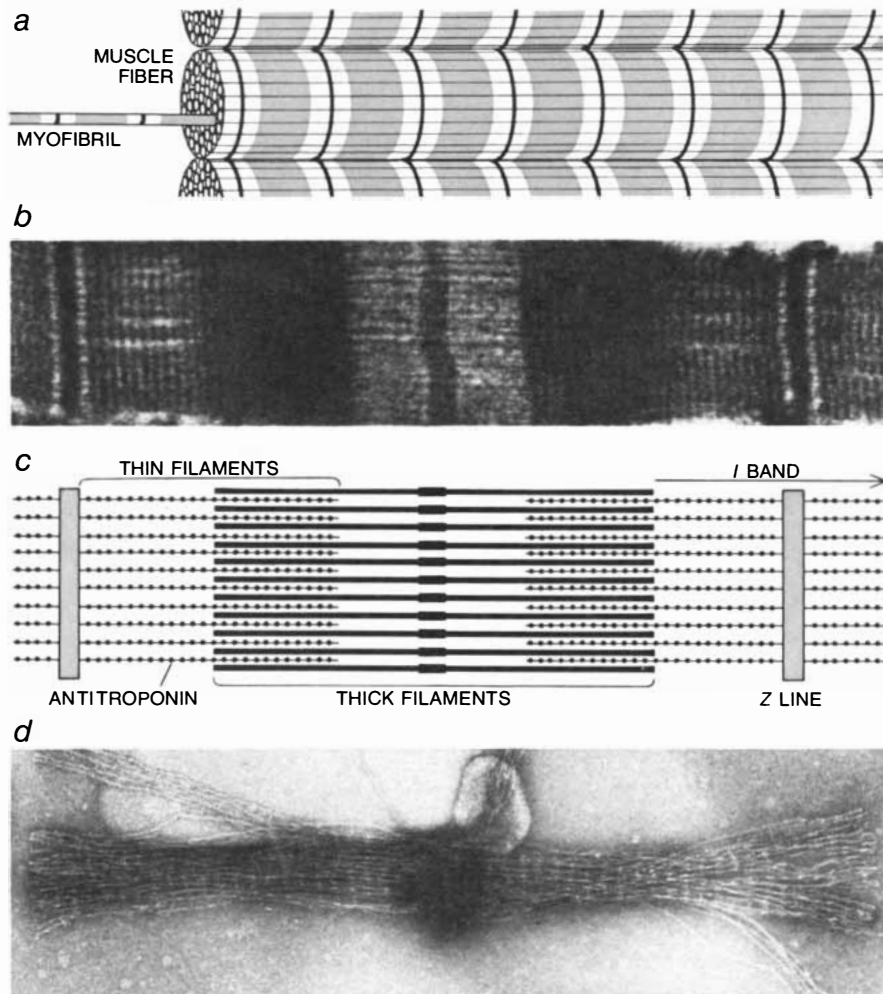 a
MUSCLE
FIBER
MYOFIBRIL
b
c
THIN FILAMENTS
I BAND
ANTITROPONIN
THICK FILAMENTS
Z LINE
d